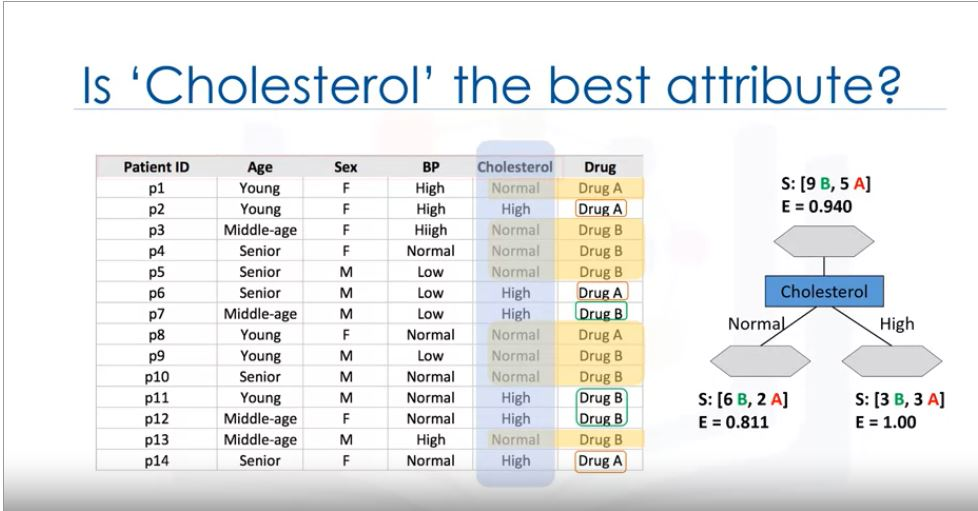 Is ‘Cholesterol’ the best attribute?
Patient ID Age Sex BP Cholesterol Drug
p1 Young F High Normal Drug A
p2 Young F High High Drug A
p3 Middle-age F Hiigh Normal Drug B
p4 Senior F Normal Normal Drug B
p5 Senior M Low Normal Drug B
p6 Senior M Low High Drug A
p7 Middle-age M Low High Drug B
p8 Young F Normal Normal Drug A
p9 Young M Low Normal Drug B
p10 Senior M Normal Normal Drug B
p11 Young M Normal High Drug B
p12 Middle-age F Normal High Drug B
p13 Middle-age M High Normal Drug B
p14 Senior F Normal High Drug A
S: [9 B, 5 A]
E = 0.940
Cholesterol
Normal High
S: [6 B, 2 A] S: [3 B, 3 A]
E = 0.811 E = 1.00